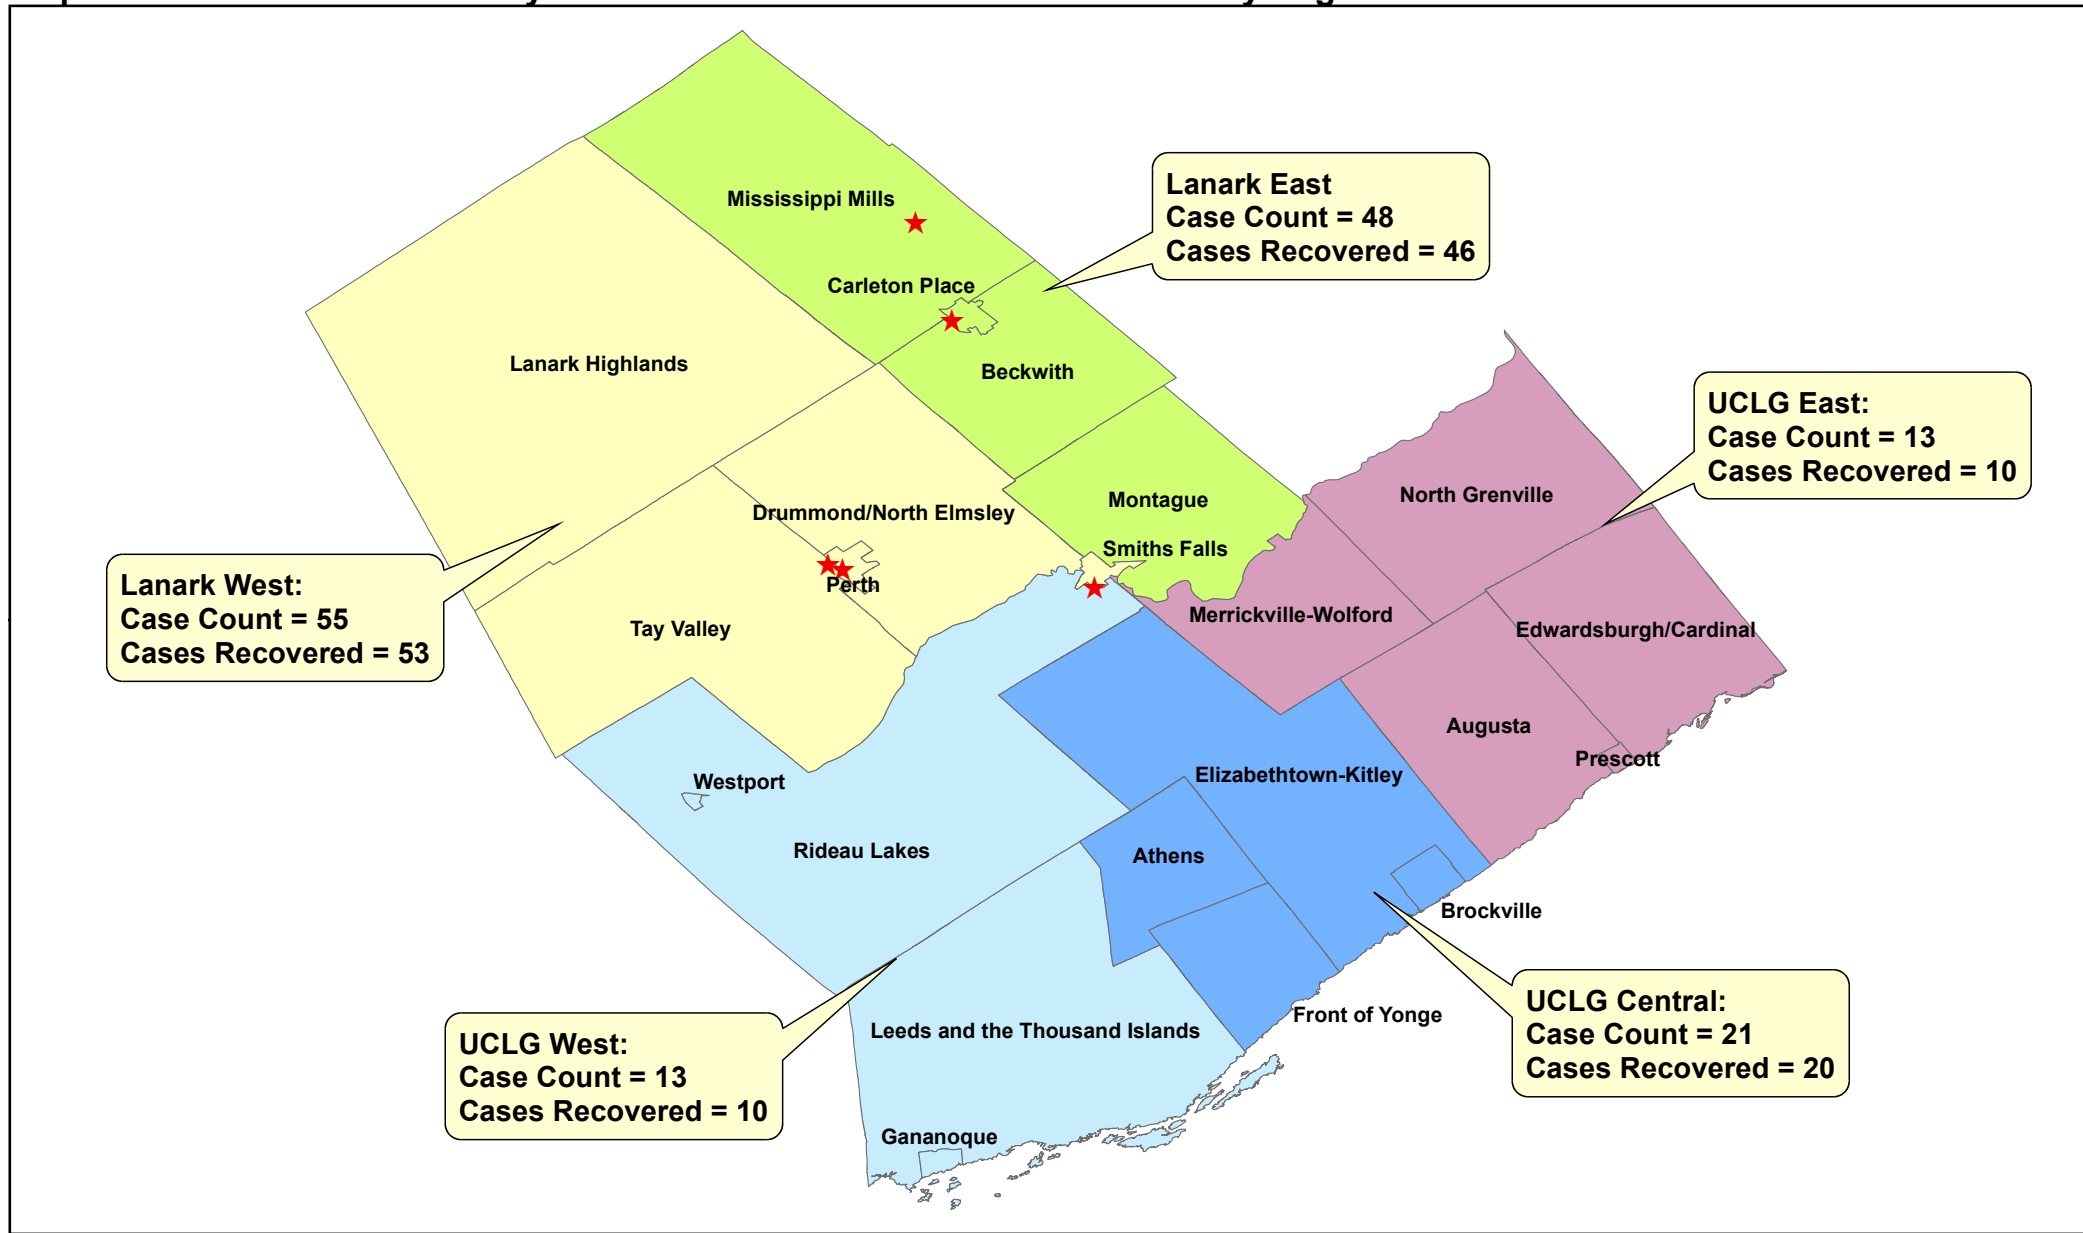 Mississippi Mills
Lanark East
Case Count = 48
Cases Recovered = 46
Carleton Place
Lanark Highlands
Beckwith
UCLG East:
Case Count = 13
Cases Recovered = 10
North Grenville
Montague
Drummond/North Elmsley
Smiths Falls
Lanark West:
Case Count = 55
Cases Recovered = 53
Perth
Tay Valley
Merrickville-Wolford
Edwardsburgh/Cardinal
Augusta
Prescott
Westport
Elizabethtown-Kitley
Rideau Lakes
Athens
Brockville
UCLG Central:
Case Count = 21
Cases Recovered = 20
Front of Yonge
Leeds and the Thousand Islands
UCLG West:
Case Count = 13
Cases Recovered = 10
Gananoque